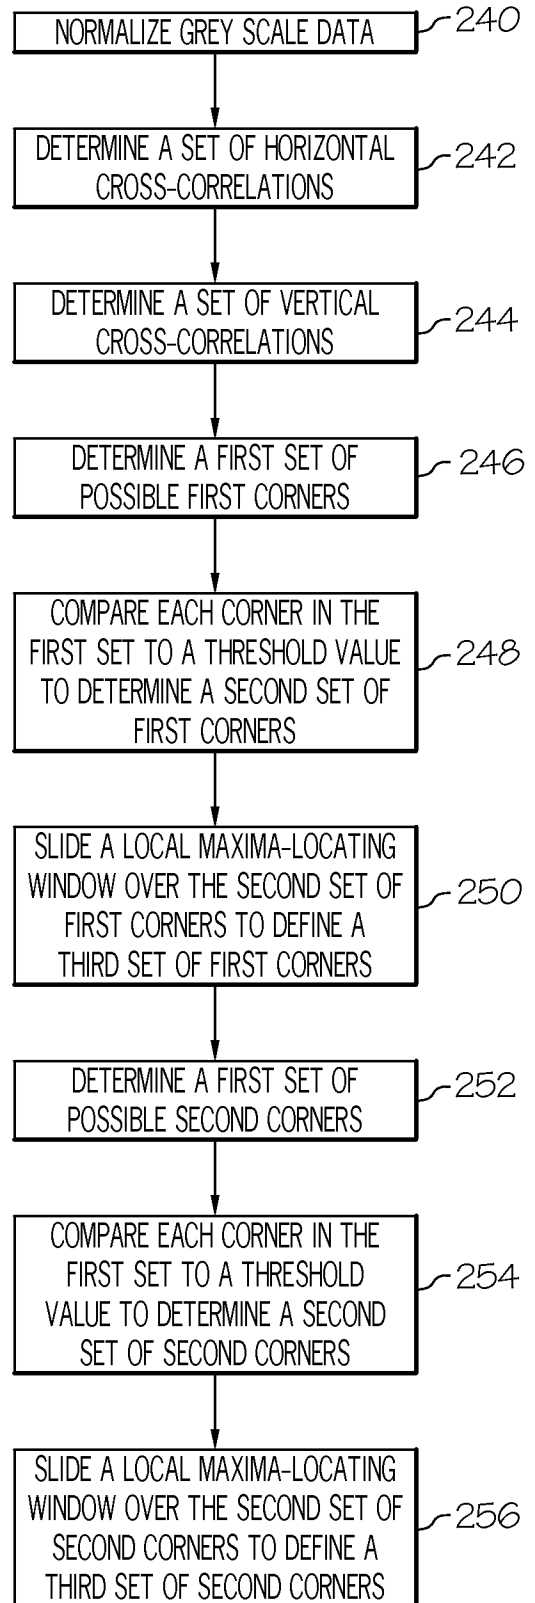 NORMALIZE GREY SCALE DATA
240
DETERMINE A SET OF HORIZONTAL
CROSS-CORRELATIONS
242
DETERMINE A SET OF VERTICAL
CROSS-CORRELATIONS
244
DETERMINE A FIRST SET OF
POSSIBLE FIRST CORNERS
246
COMPARE EACH CORNER IN THE
FIRST SET TO A THRESHOLD VALUE
TO DETERMINE A SECOND SET OF
FIRST CORNERS
248
SLIDE A LOCAL MAXIMA-LOCATING
WINDOW OVER THE SECOND SET OF
FIRST CORNERS TO DEFINE A
THIRD SET OF FIRST CORNERS
250
DETERMINE A FIRST SET OF
POSSIBLE SECOND CORNERS
252
COMPARE EACH CORNER IN THE
FIRST SET TO A THRESHOLD
VALUE TO DETERMINE A SECOND
SET OF SECOND CORNERS
254
SLIDE A LOCAL MAXIMA-LOCATING
WINDOW OVER THE SECOND SET OF
SECOND CORNERS TO DEFINE A
THIRD SET OF SECOND CORNERS
256